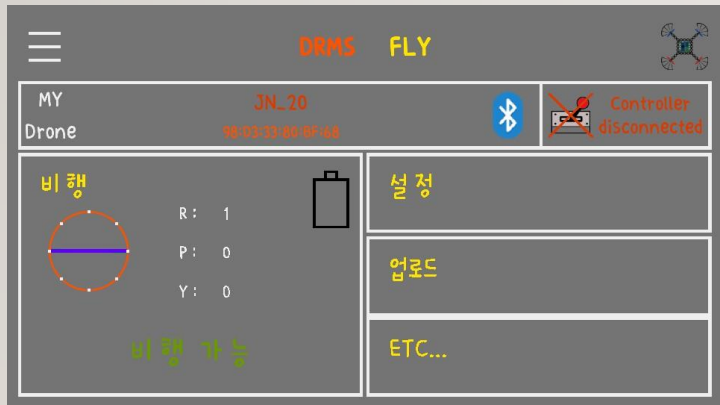 DRMS FLY
MY
Drone
JN_20
98:D3:33:80:BF:68
Controller
disconnected
비행
R: 1
P: 0
Y: 0
비행 가능
설정
업로드
ETC...